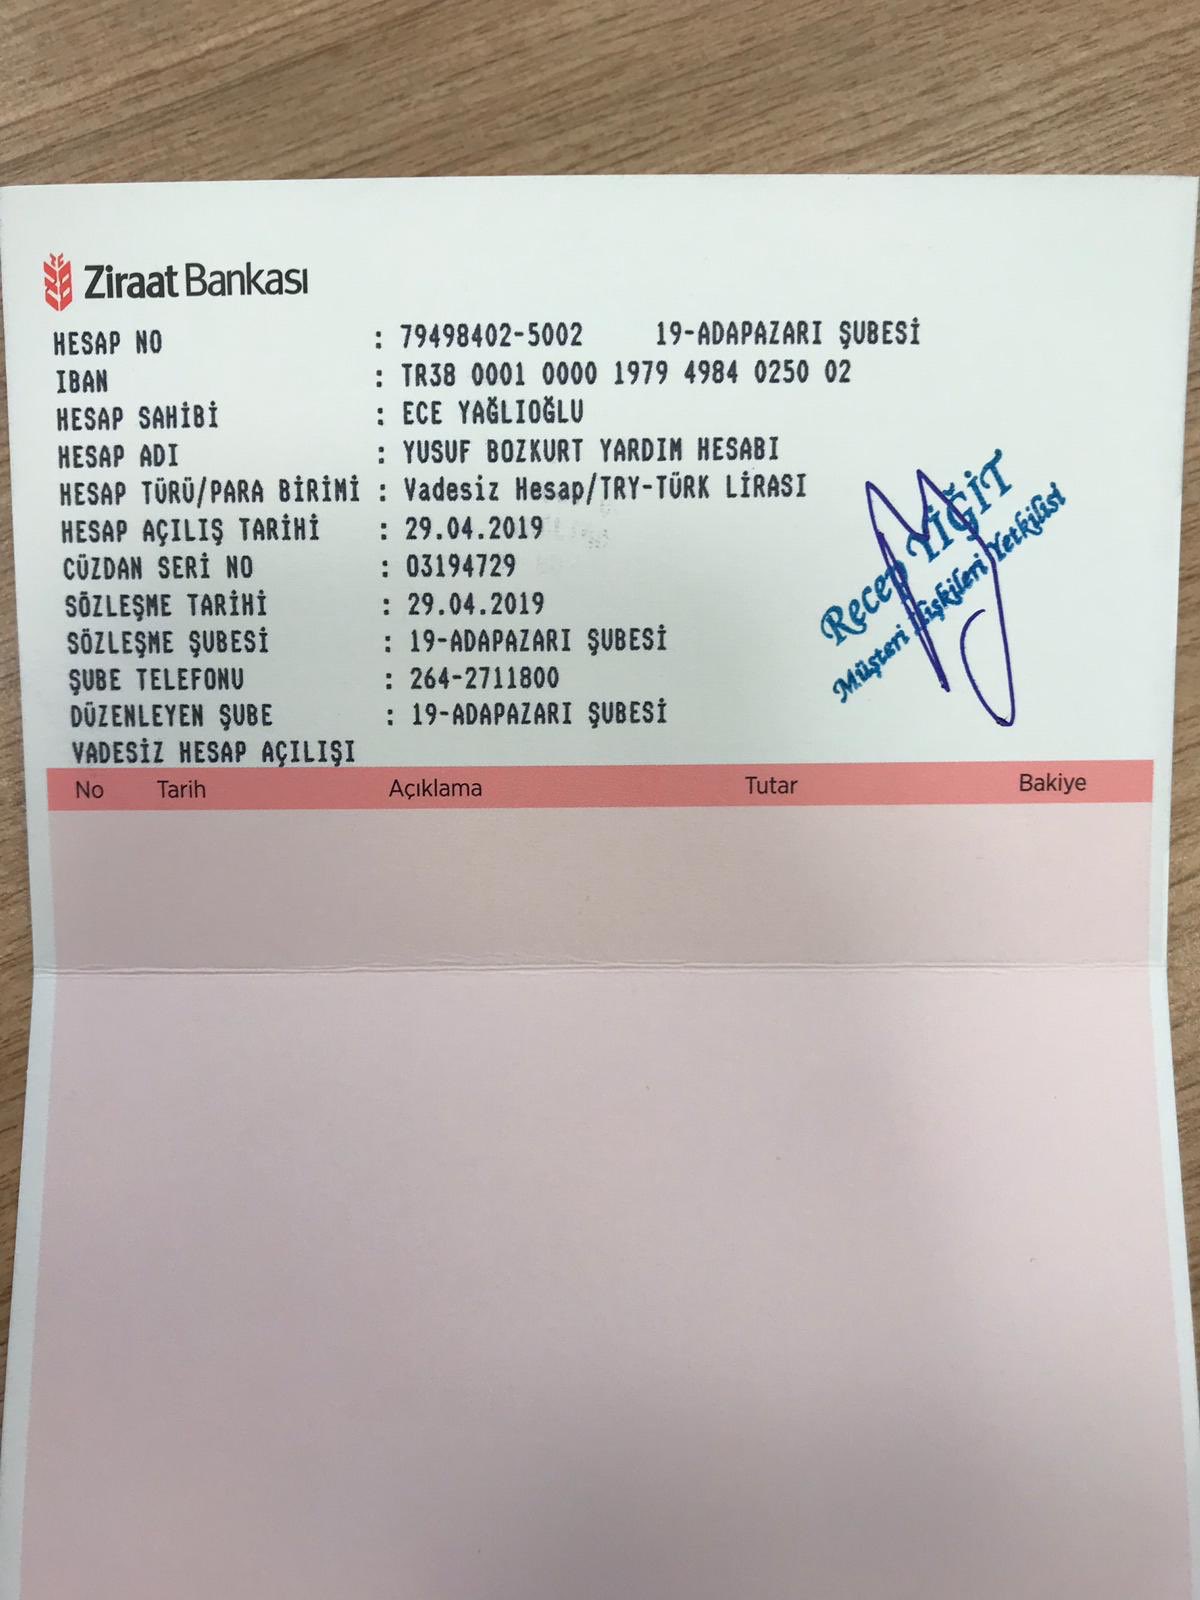 Ziraat Bankası
HESAP NO : 79498402-5002 19-ADAPAZARI ŞUBESİ
IBAN : TR38 0001 0000 1979 4984 0250 02
HESAP SAHİBİ : ECE YAĞLIOĞLU
HESAP ADI : YUSUF BOZKURT YARDIM HESABI
HESAP TÜRÜ/PARA BİRİMİ : Vadesiz Hesap/TRY-TÜRK LİRASI
HESAP AÇILIŞ TARİHİ : 29.04.2019
CÜZDAN SERİ NO : 03194729
SÖZLEŞME TARİHİ : 29.04.2019
SÖZLEŞME ŞUBESİ : 19-ADAPAZARI ŞUBESİ
ŞUBE TELEFONU : 264-2711800
DÜZENLEYEN ŞUBE : 19-ADAPAZARI ŞUBESİ
VADESİZ HESAP AÇILIŞI
Recep YİĞİT
Müşteri İlişkileri Yetkilisi
No Tarih Açıklama Tutar Bakiye